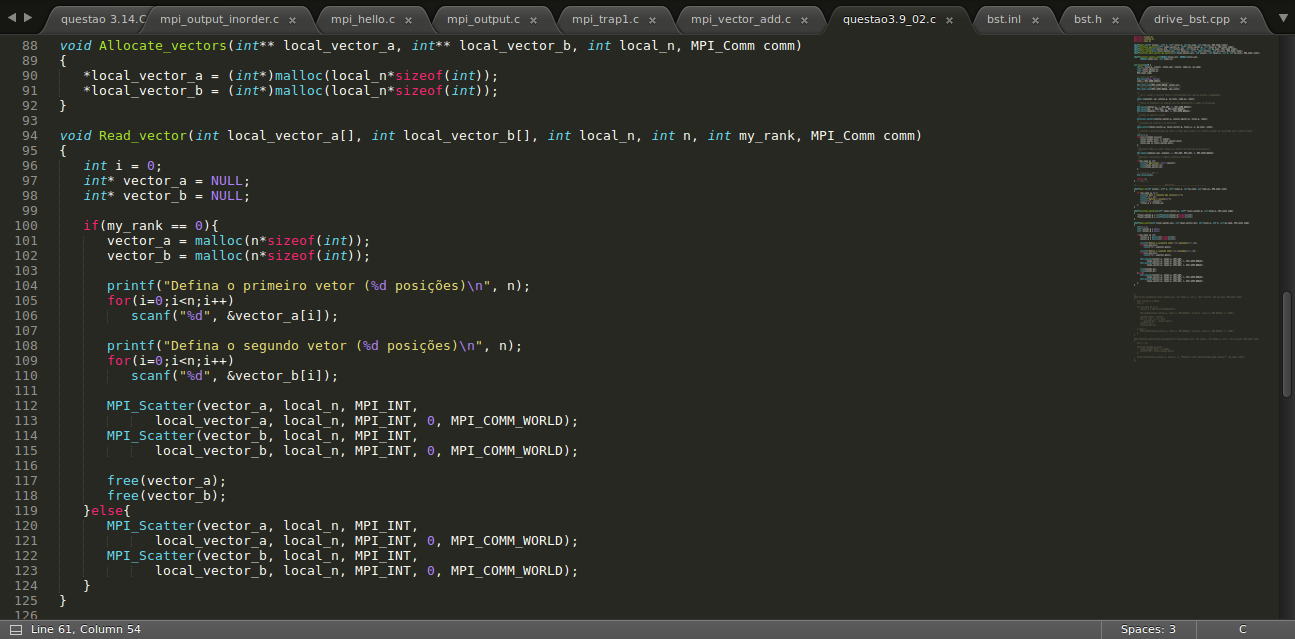 questao 3.14.C mpi_output_inorder.c × mpi_hello.c × mpi_output.c × mpi_trap1.c × mpi_vector_add.c × questao3.9_02.c × bst.inl × bst.h × drive_bst.cpp ×
88 void Allocate_vectors(int** local_vector_a, int** local_vector_b, int local_n, MPI_Comm comm)
89 {
90    *local_vector_a = (int*)malloc(local_n*sizeof(int));
91    *local_vector_b = (int*)malloc(local_n*sizeof(int));
92 }
93
94 void Read_vector(int local_vector_a[], int local_vector_b[], int local_n, int n, int my_rank, MPI_Comm comm)
95 {
96    int i = 0;
97    int* vector_a = NULL;
98    int* vector_b = NULL;
99
100    if(my_rank == 0){
101       vector_a = malloc(n*sizeof(int));
102       vector_b = malloc(n*sizeof(int));
103
104       printf("Defina o primeiro vetor (%d posições)\n", n);
105       for(i=0;i<n;i++)
106          scanf("%d", &vector_a[i]);
107
108       printf("Defina o segundo vetor (%d posições)\n", n);
109       for(i=0;i<n;i++)
110          scanf("%d", &vector_b[i]);
111
112       MPI_Scatter(vector_a, local_n, MPI_INT,
113             local_vector_a, local_n, MPI_INT, 0, MPI_COMM_WORLD);
114       MPI_Scatter(vector_b, local_n, MPI_INT,
115             local_vector_b, local_n, MPI_INT, 0, MPI_COMM_WORLD);
116
117       free(vector_a);
118       free(vector_b);
119    }else{
120       MPI_Scatter(vector_a, local_n, MPI_INT,
121             local_vector_a, local_n, MPI_INT, 0, MPI_COMM_WORLD);
122       MPI_Scatter(vector_b, local_n, MPI_INT,
123             local_vector_b, local_n, MPI_INT, 0, MPI_COMM_WORLD);
124    }
125 }
126
Line 61, Column 54 Spaces: 3 C